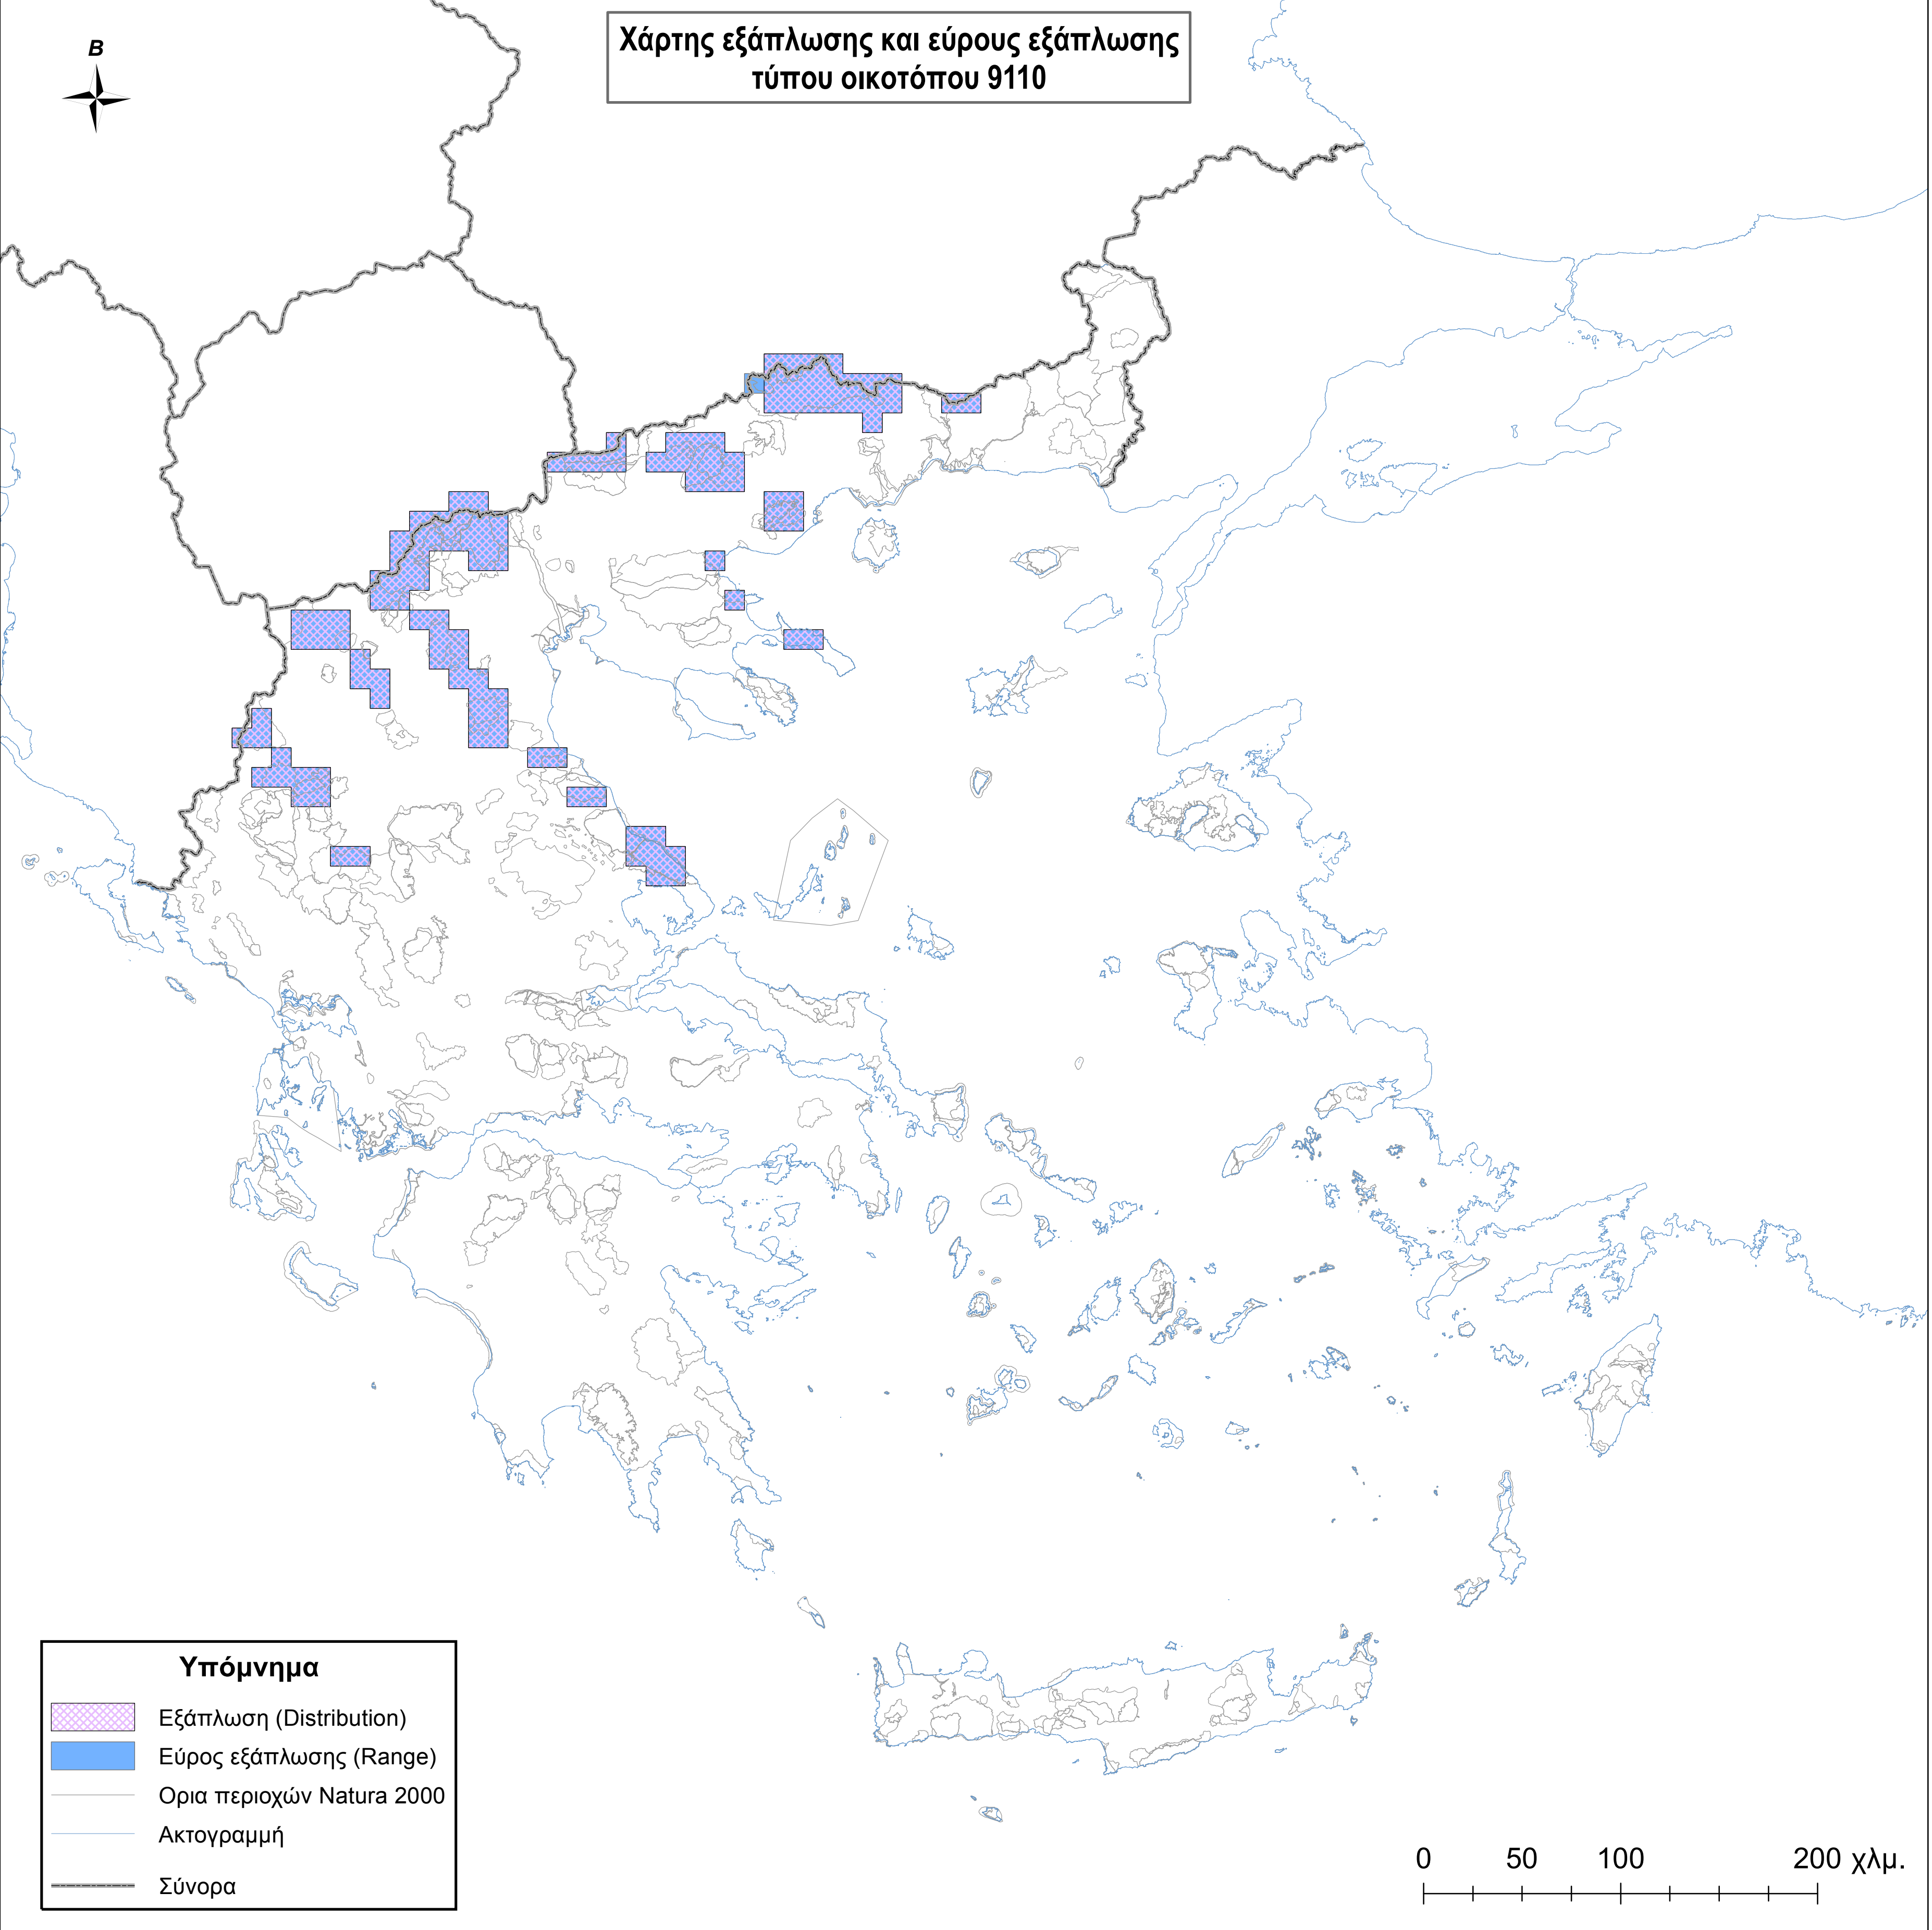 Χάρτης εξάπλωσης και εύρους εξάπλωσης
τύπου οικοτόπου 9110
Β
Υπόμνημα
Εξάπλωση (Distribution)
Εύρος εξάπλωσης (Range)
Ορια περιοχών Natura 2000
Ακτογραμμή
Σύνορα
0 50 100 200 χλμ.